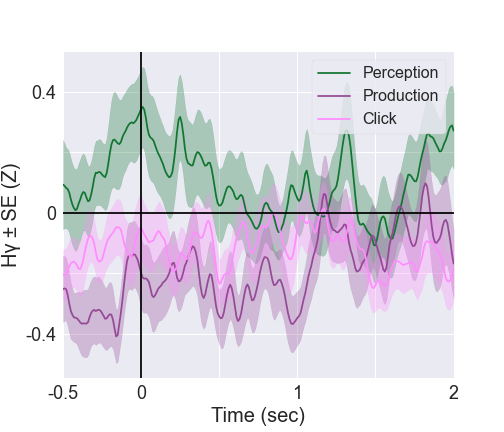 Perception
Production
Click
0.4
0
-0.4
Hγ ± SE (Z)
-0.5 0 1 2
Time (sec)